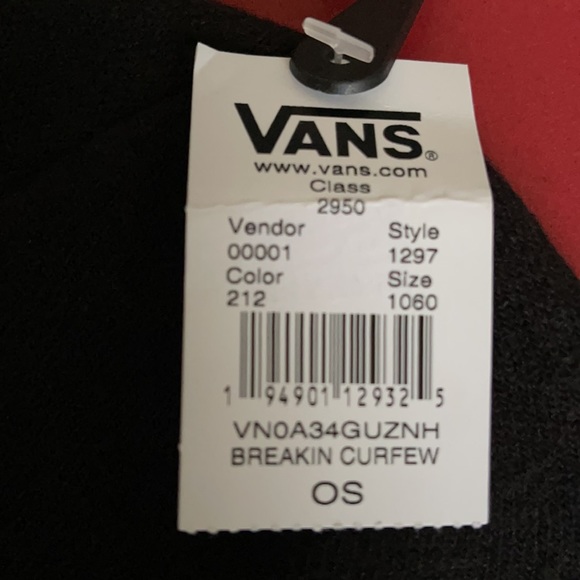 VANS®
www.vans.com
Class
2950
Vendor Style
00001 1297
Color Size
212 1060
1 94901 12932 5
VN0A34GUZNH
BREAKIN CURFEW
OS